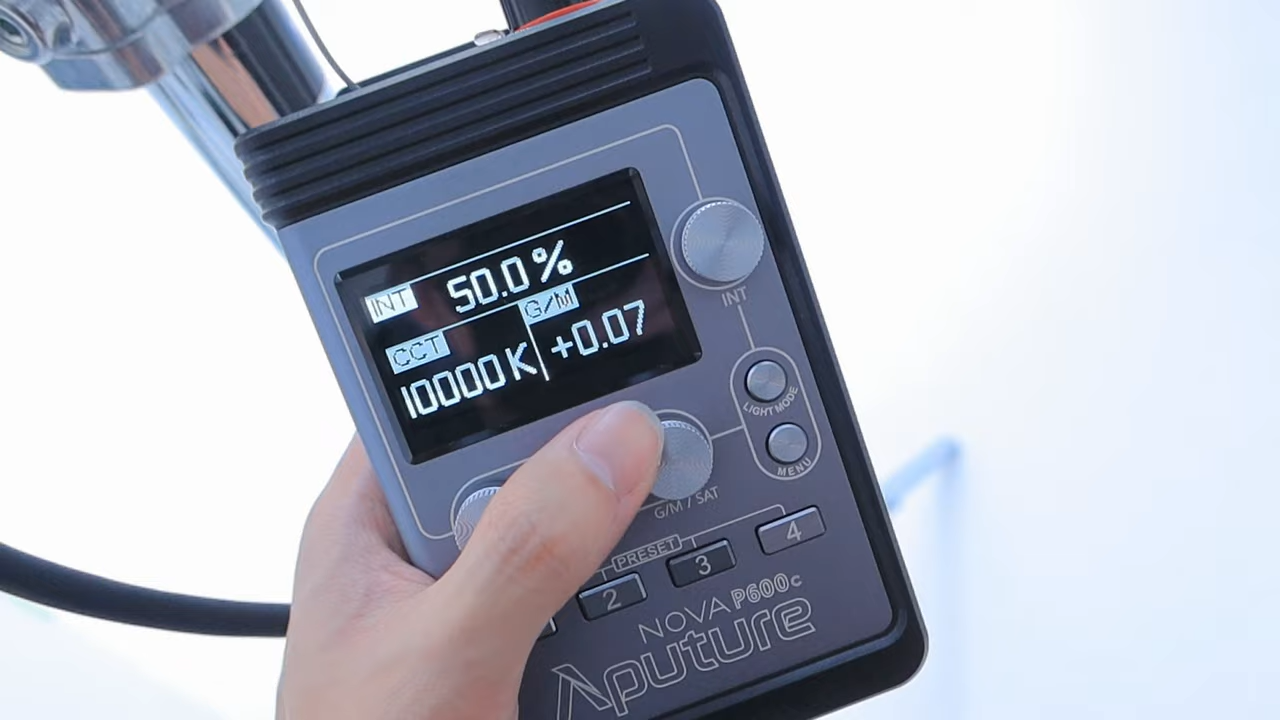 INT 50.0%
CCT G/M
10000K +0.07
INT
LIGHT MODE
MENU
G/M / SAT
PRESET
2 3 4
NOVA P600c
Aputure